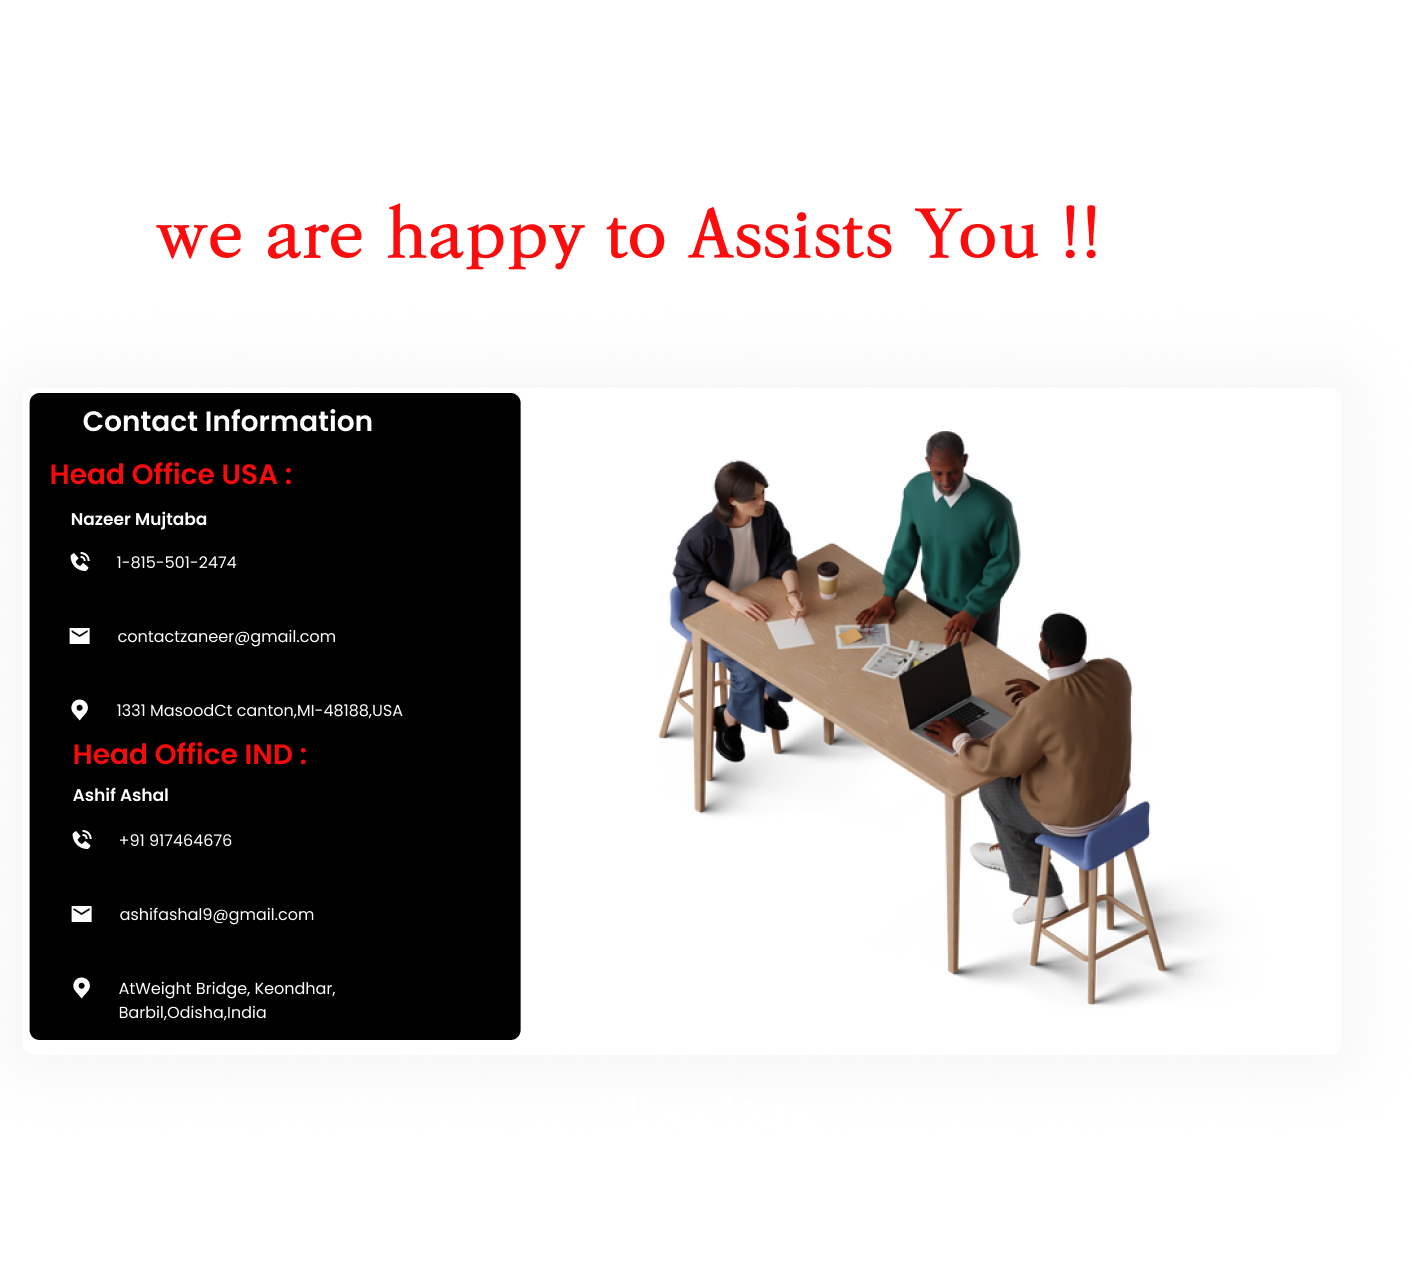 we are happy to Assists You !!
Contact Information
Head Office USA :
Nazeer Mujtaba
1-815-501-2474
contactzaneer@gmail.com
1331 MasoodCt canton,MI-48188,USA
Head Office IND :
Ashif Ashal
+91 917464676
ashifashal9@gmail.com
AtWeight Bridge, Keondhar,
Barbil,Odisha,India